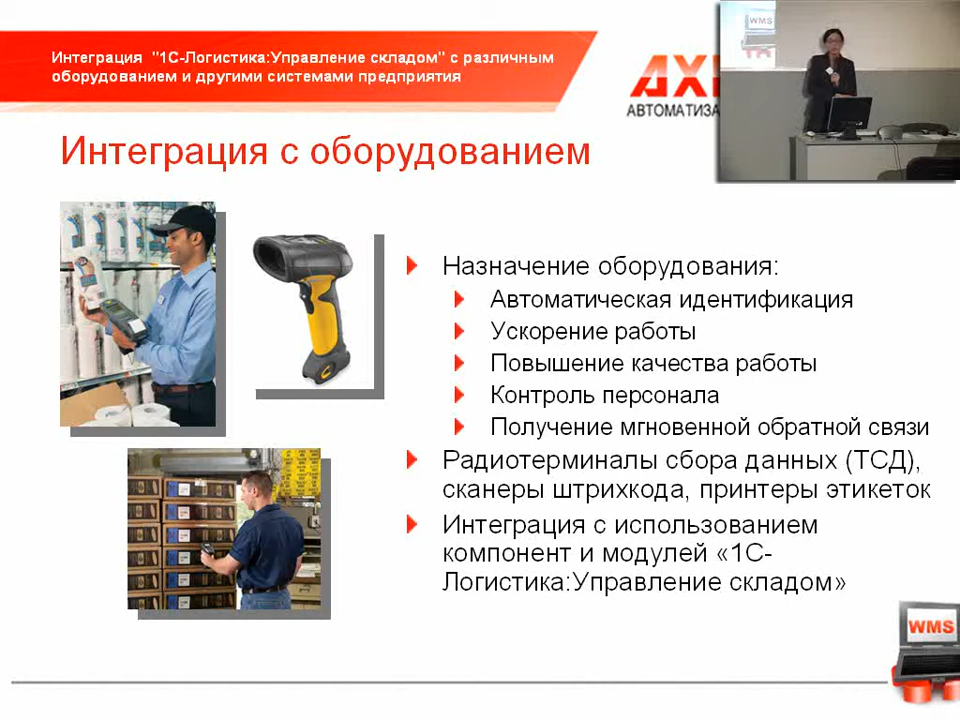 Интеграция "1С-Логистика:Управление складом" с различным
оборудованием и другими системами предприятия
Интеграция с оборудованием
WMS
Назначение оборудования:
Автоматическая идентификация
Ускорение работы
Повышение качества работы
Контроль персонала
Получение мгновенной обратной связи
Радиотерминалы сбора данных (ТСД),
сканеры штрихкода, принтеры этикеток
Интеграция с использованием
компонент и модулей «1С-
Логистика:Управление складом»
WMS